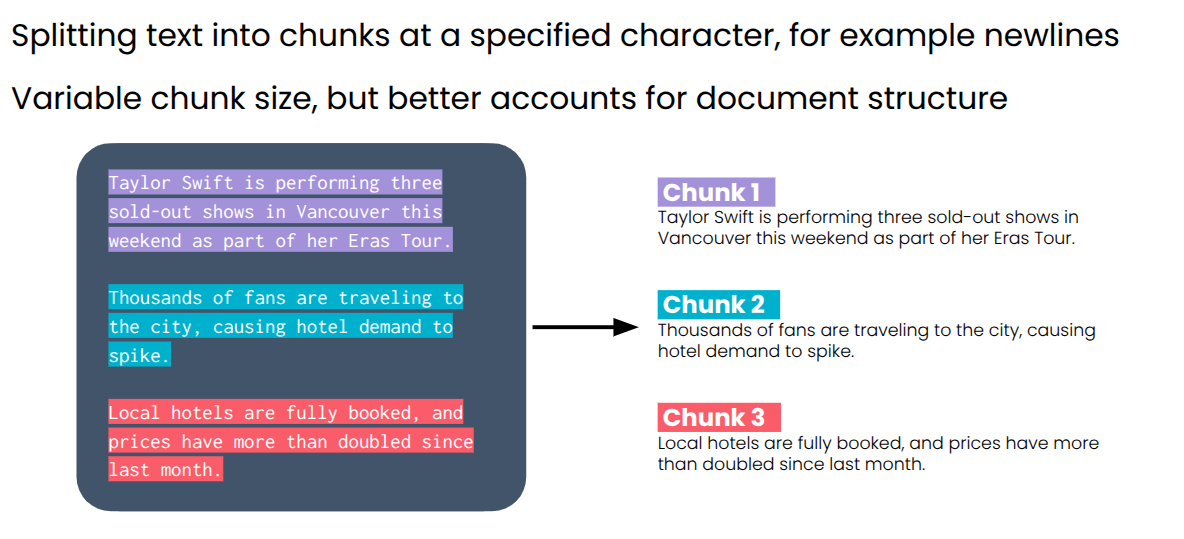 Splitting text into chunks at a specified character, for example newlines
Variable chunk size, but better accounts for document structure
Taylor Swift is performing three
sold-out shows in Vancouver this
weekend as part of her Eras Tour.
Thousands of fans are traveling to
the city, causing hotel demand to
spike.
Local hotels are fully booked, and
prices have more than doubled since
last month.
Chunk 1
Taylor Swift is performing three sold-out shows in
Vancouver this weekend as part of her Eras Tour.
Chunk 2
Thousands of fans are traveling to the city, causing
hotel demand to spike.
Chunk 3
Local hotels are fully booked, and prices have more
than doubled since last month.